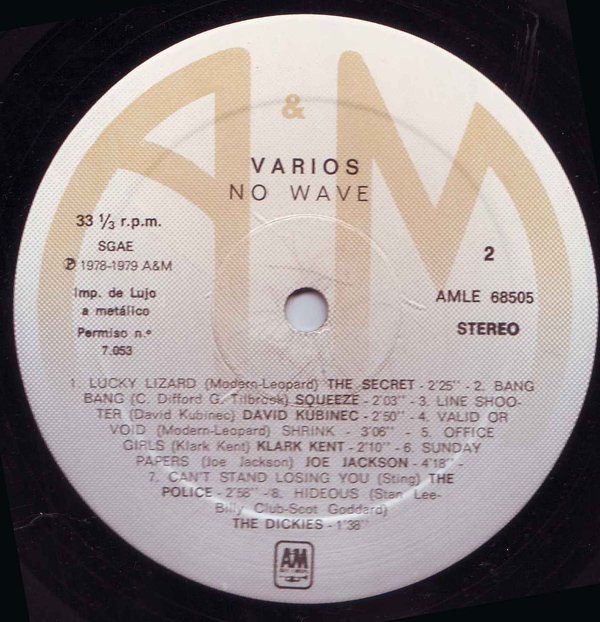 A & M
VARIOS
NO WAVE
33 ⅓ r.p.m.
SGAE
℗ 1978-1979 A&M
Imp. de Lujo
a metálico
Permiso n.º
7.053
2
AMLE 68505
STEREO
1. LUCKY LIZARD (Modern-Leopard) THE SECRET - 2'25'' - 2. BANG
BANG (C. Difford G. Tilbrook) SQUEEZE - 2'03'' - 3. LINE SHOO-
TER (David Kubinec) DAVID KUBINEC - 2'50'' - 4. VALID OR
VOID (Modern-Leopard) SHRINK - 3'06'' - 5. OFFICE
GIRLS (Klark Kent) KLARK KENT - 2'10'' - 6. SUNDAY
PAPERS (Joe Jackson) JOE JACKSON - 4'18'' -
7. CAN'T STAND LOSING YOU (Sting) THE
POLICE - 2'58'' - 8. HIDEOUS (Stan Lee-
Billy Club-Scot Goddard)
THE DICKIES - 1'38''
A&M